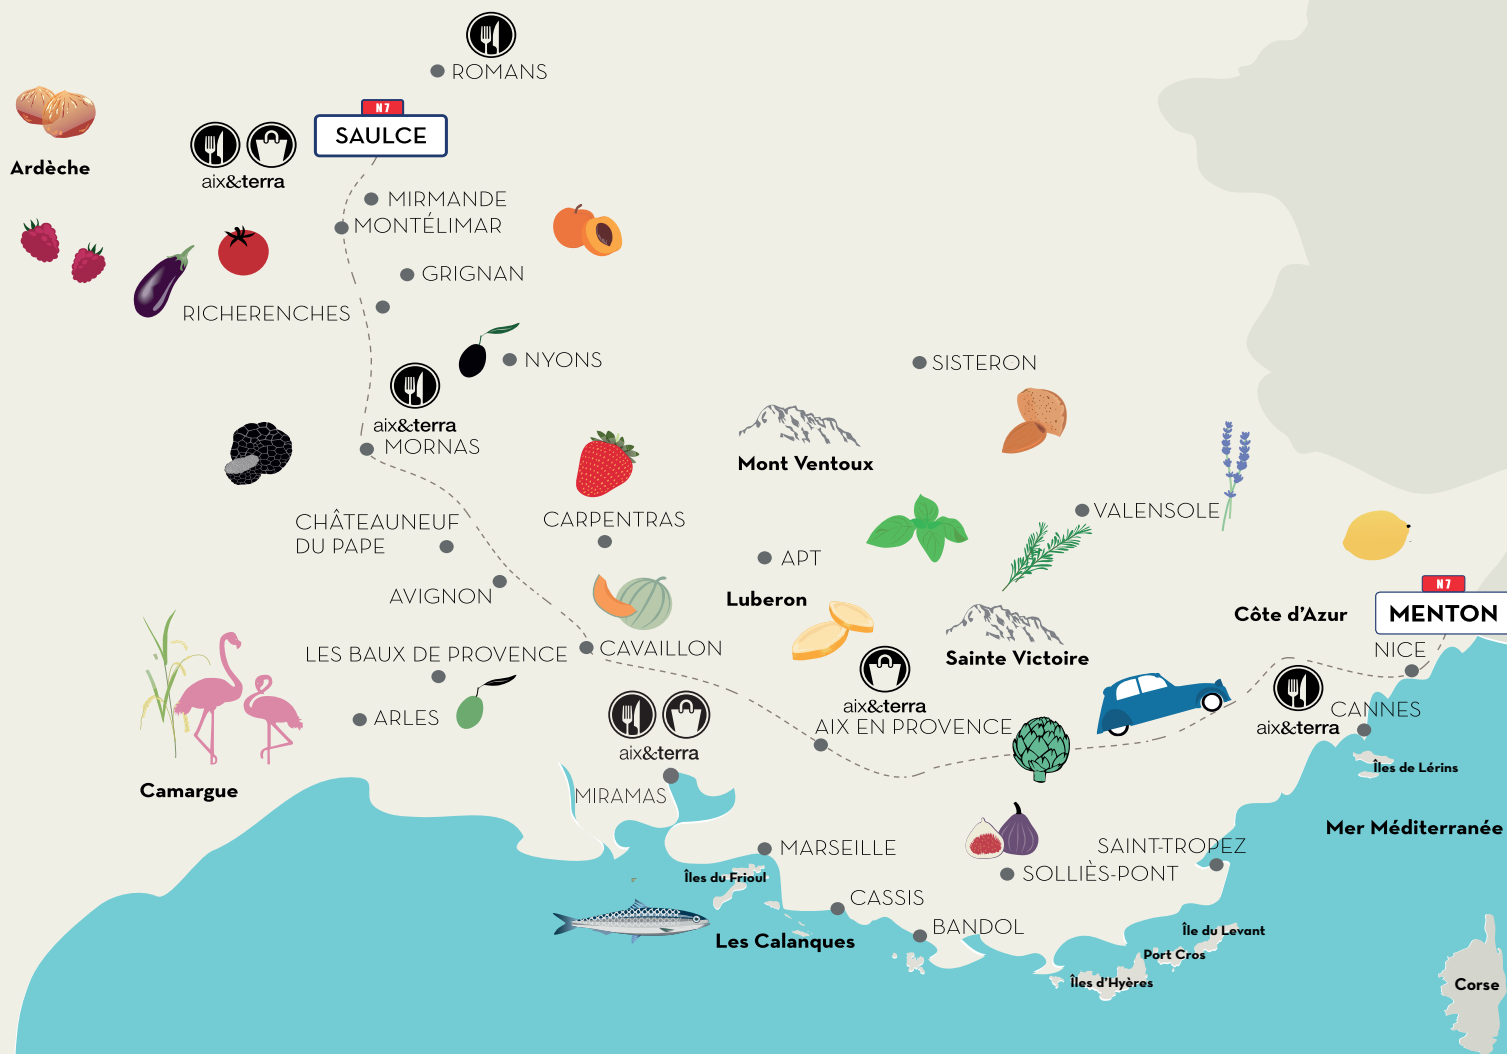 ROMANS
N7
SAULCE
Ardèche
aix&terra
MIRMANDE
MONTÉLIMAR
GRIGNAN
RICHERENCHES
NYONS
SISTERON
aix&terra
MORNAS
Mont Ventoux
VALENSOLE
CHÂTEAUNEUF
DU PAPE
CARPENTRAS
APT
AVIGNON
Luberon
N7
MENTON
Côte d'Azur
LES BAUX DE PROVENCE
CAVAILLON
Sainte Victoire
NICE
ARLES
aix&terra
AIX EN PROVENCE
aix&terra
CANNES
aix&terra
Îles de Lérins
Camargue
MIRAMAS
Mer Méditerranée
MARSEILLE
SAINT-TROPEZ
Îles du Frioul
SOLLIÈS-PONT
CASSIS
BANDOL
Les Calanques
Île du Levant
Port Cros
Îles d'Hyères
Corse